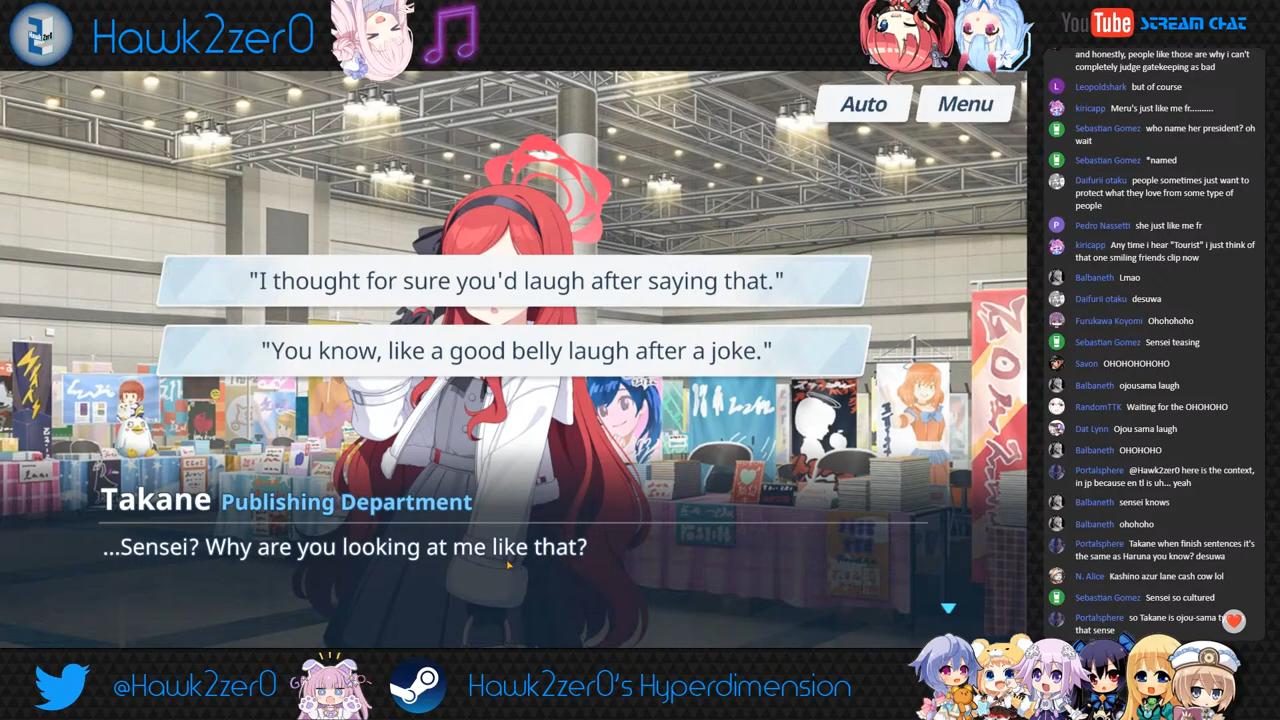 Hawk2zer0
You Tube STREAM CHAT
and honestly, people like those are why i can't
completely judge gatekeeping as bad
Leopoldshark but of course
kiricapp Meru's just like me fr..........
Sebastian Gomez who name her president? oh
wait
Sebastian Gomez *named
Daifurii otaku people sometimes just want to
protect what they love from some type of
people
Pedro Nassetti she just like me fr
kiricapp Any time i hear "Tourist" i just think of
that one smiling friends clip now
Balbaneth Lmao
Daifurii otaku desuwa
Furukawa Koyomi Ohohohoho
Sebastian Gomez Sensei teasing
Savon OHOHOHOHOHO
Balbaneth ojousama laugh
RandomTTK Waiting for the OHOHOHO
Dat Lynn Ojou sama laugh
Balbaneth OHOHOHO
Portalsphere @Hawk2zer0 here is the context,
in jp because en tl is uh... yeah
Balbaneth sensei knows
Balbaneth ohohoho
Portalsphere Takane when finish sentences it's
the same as Haruna you know? desuwa
N. Alice Kashino azur lane cash cow lol
Sebastian Gomez Sensei so cultured
Portalsphere so Takane is ojou-sama
that sense
Auto
Menu
"I thought for sure you'd laugh after saying that."
"You know, like a good belly laugh after a joke."
Takane Publishing Department
...Sensei? Why are you looking at me like that?
@Hawk2zer0
Hawk2zer0's Hyperdimension